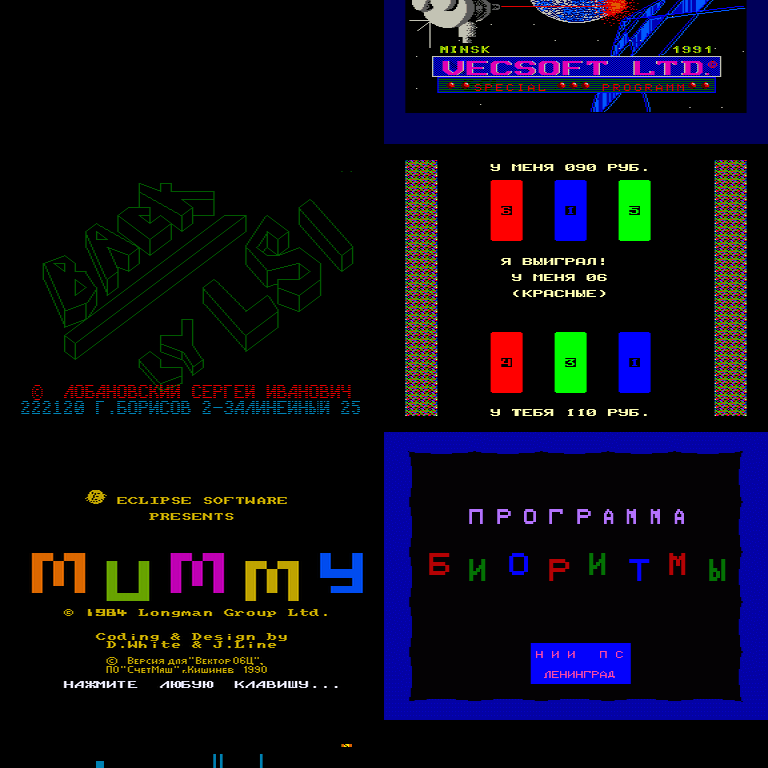 MINSK 1991
VECSOFT LTD.©
SPECIAL PROGRAMM
BACK
BY LSI
© ЛОБАНОВСКИЙ СЕРГЕЙ ИВАНОВИЧ
222120 Г.БОРИСОВ 2-ЗАЛИНЕЙНЫЙ 25
У МЕНЯ 090 РУБ.
6 1 5
Я ВЫИГРАЛ!
У МЕНЯ 06
(КРАСНЫЕ)
4 3 1
У ТЕБЯ 110 РУБ.
ECLIPSE SOFTWARE
PRESENTS
MuMMY
© 1984 Longman Group Ltd.
Coding & Design by
D.White & J.Line
© Версия для"Вектор 06Ц".
ПО"СчетМаш" г.Кишинев 1990
НАЖМИТЕ ЛЮБУЮ КЛАВИШУ...
ПРОГРАММА
БИОРИТМЫ
НИИ ПС
ЛЕНИНГРАД